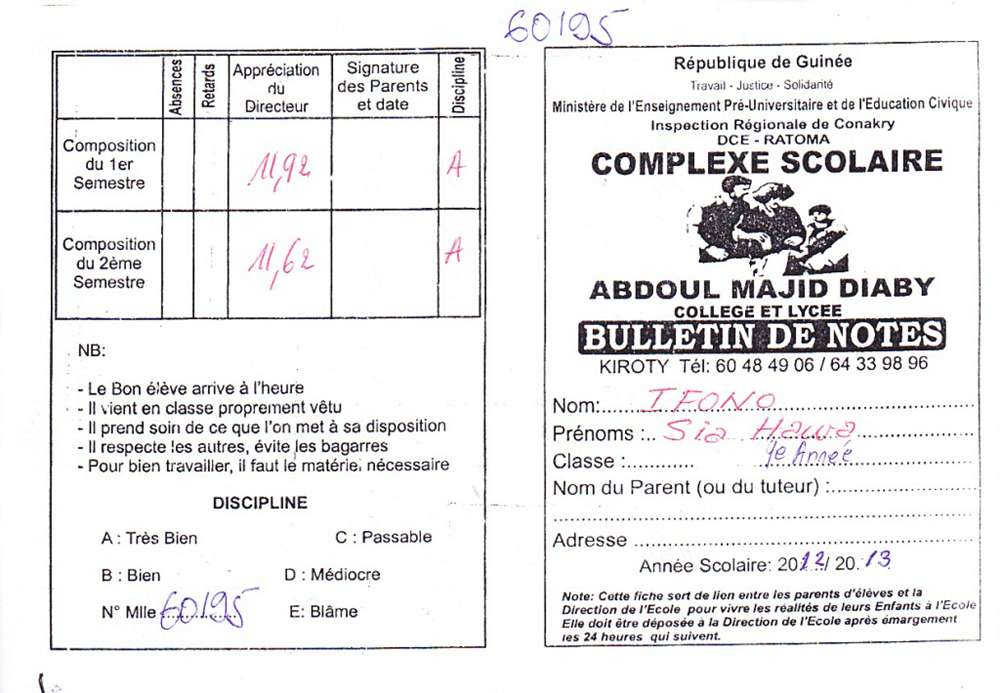 60195
Absences
Retards
Appréciation du Directeur
Signature des Parents et date
Discipline
Composition du 1er Semestre
11,92
A
Composition du 2ème Semestre
11,62
A
NB:
- Le Bon élève arrive à l'heure
- Il vient en classe proprement vêtu
- Il prend soin de ce que l'on met à sa disposition
- Il respecte les autres, évite les bagarres
- Pour bien travailler, il faut le matériel nécessaire
DISCIPLINE
A : Très Bien
C : Passable
B : Bien
D : Médiocre
N° Mlle 60195
E: Blâme
République de Guinée
Travail - Justice - Solidarité
Ministère de l'Enseignement Pré-Universitaire et de l'Education Civique
Inspection Régionale de Conakry
DCE - RATOMA
COMPLEXE SCOLAIRE
ABDOUL MAJID DIABY
COLLEGE ET LYCEE
BULLETIN DE NOTES
KIROTY Tél: 60 48 49 06 / 64 33 98 96
Nom:...... IFONO
Prénoms :.. Sia Hawa
Classe :............ 9e Année
Nom du Parent (ou du tuteur) :........................
Adresse ............................................................
Année Scolaire: 2012/ 20.13
Note: Cette fiche sert de lien entre les parents d'élèves et la
Direction de l'Ecole pour vivre les réalités de leurs Enfants à l'Ecole
Elle doit être déposée à la Direction de l'Ecole après émargement
les 24 heures qui suivent.